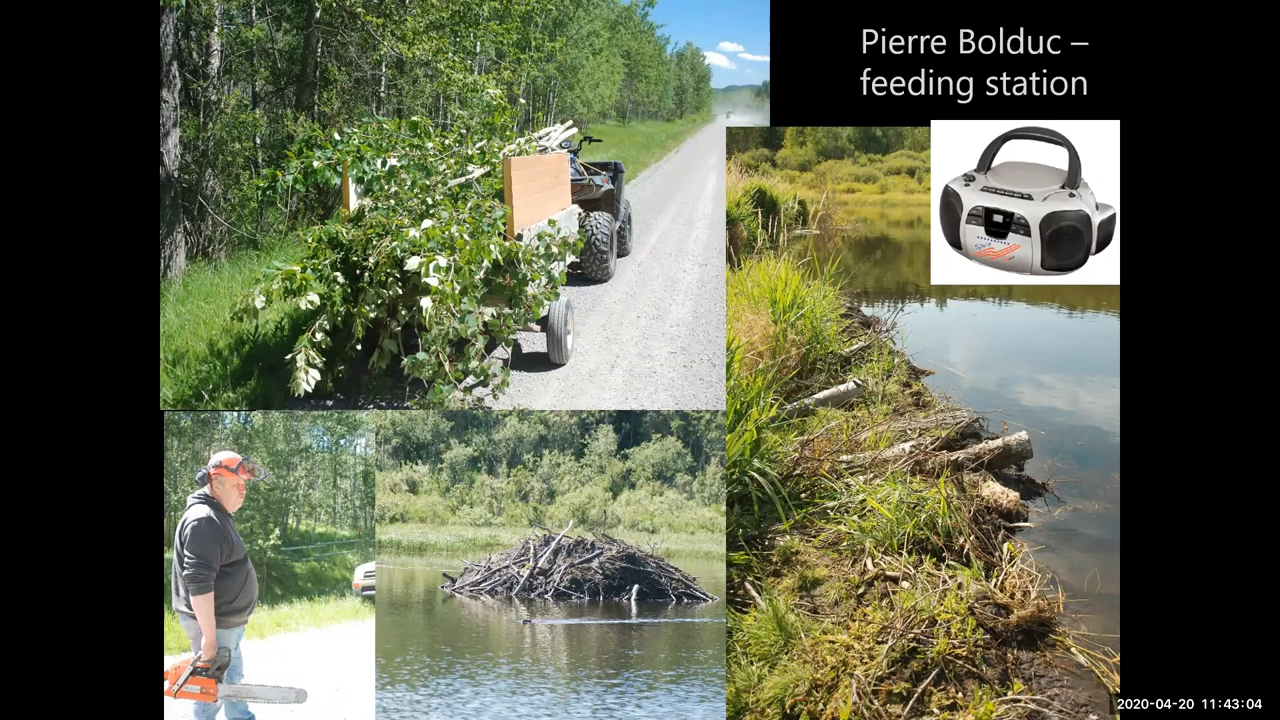 Pierre Bolduc –
feeding station
2020-04-20 11:43:04